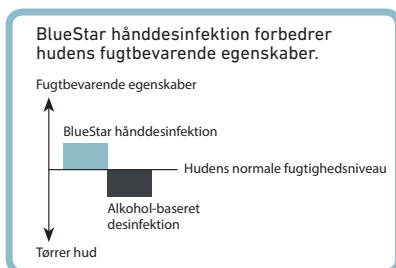 BlueStar hånddesinfektion forbedrer
hudens fugtbevarende egenskaber.
Fugtbevarende egenskaber
BlueStar hånddesinfektion
Hudens normale fugtighedsniveau
Alkohol-baseret
desinfektion
Tørrer hud